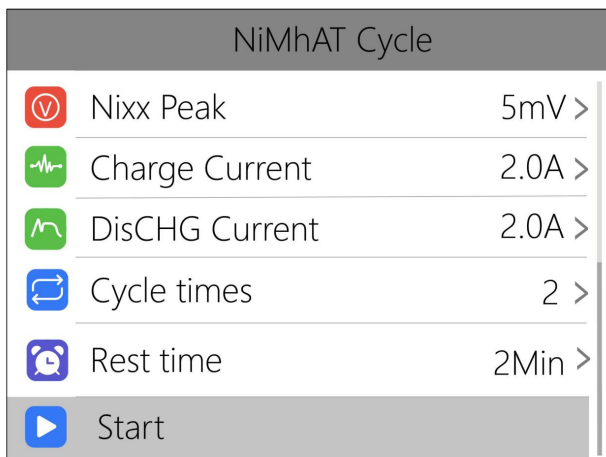 NiMhAT Cycle
Nixx Peak 5mV >
Charge Current 2.0A >
DisCHG Current 2.0A >
Cycle times 2 >
Rest time 2Min >
Start